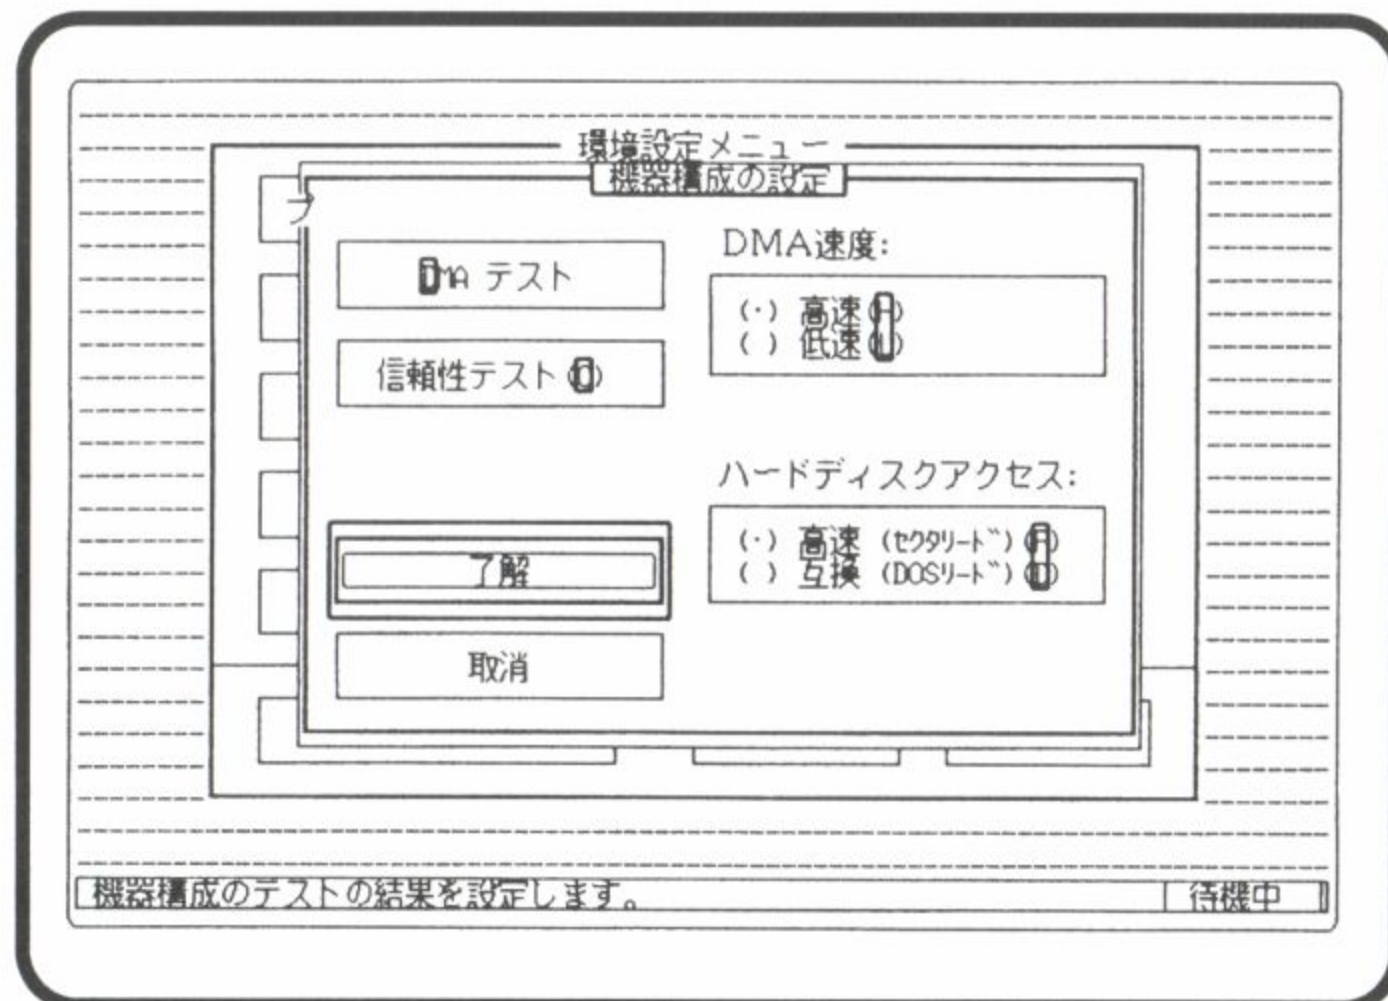 環境設定メニュー
機器構成の設定
プ
DMA テスト
信頼性テスト
了解
取消
DMA速度:
(・) 高速(H)
( ) 低速(L)
ハードディスクアクセス:
(・) 高速 (ｾｸﾀﾘｰﾄﾞ)
( ) 互換 (DOSﾘｰﾄﾞ)
機器構成のテストの結果を設定します。
待機中